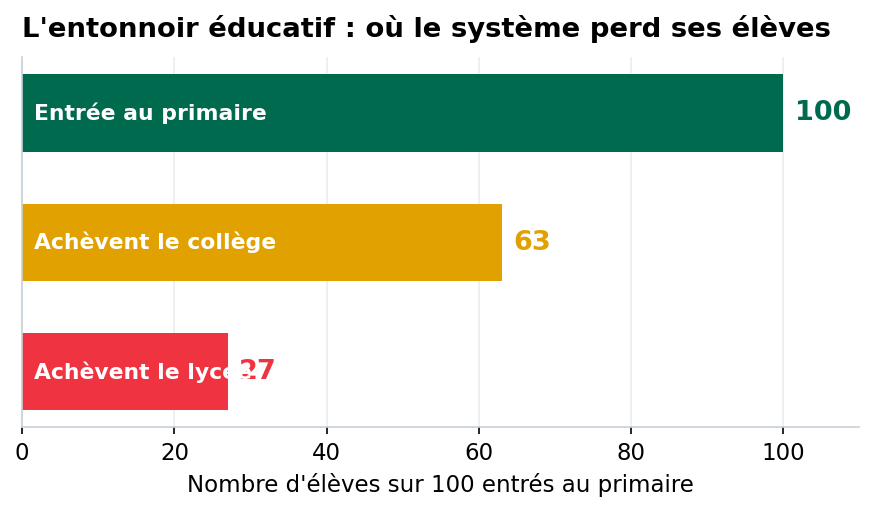 L'entonnoir éducatif : où le système perd ses élèves
Entrée au primaire 100
Achèvent le collège 63
Achèvent le lycée 27
0 20 40 60 80 100
Nombre d'élèves sur 100 entrés au primaire